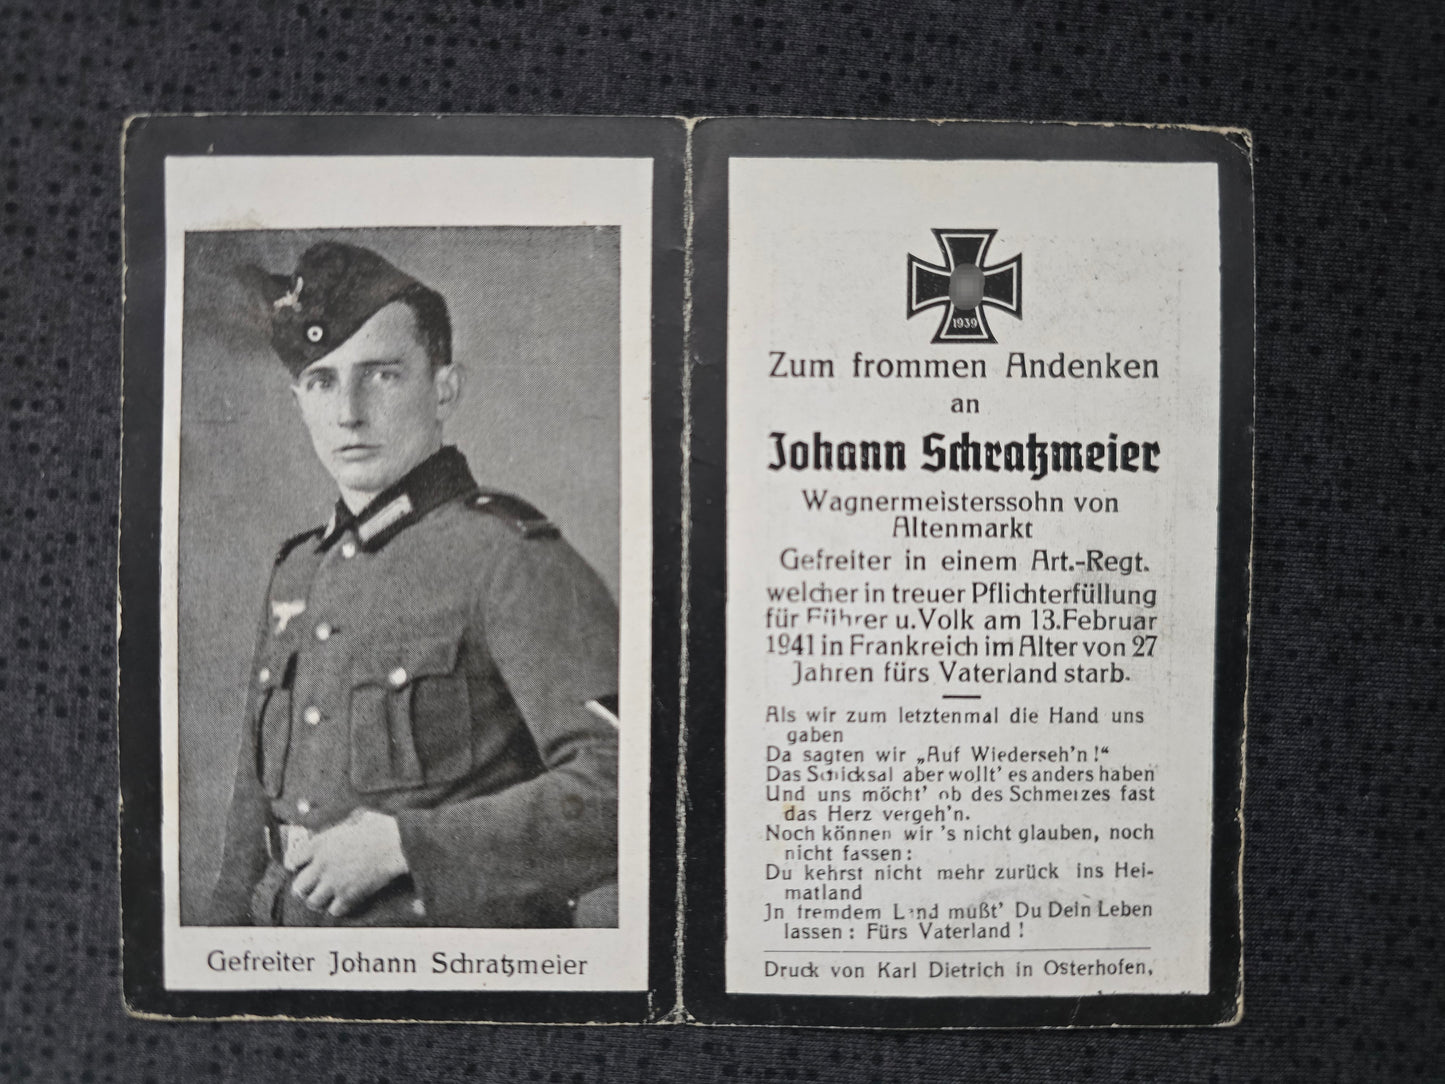 Gefreiter Johann Schratzmeier
1939
Zum frommen Andenken
an
Johann Schratzmeier
Wagnermeisterssohn von
Altenmarkt
Gefreiter in einem Art.-Regt.
welcher in treuer Pflichterfüllung
für Führer u. Volk am 13. Februar
1941 in Frankreich im Alter von 27
Jahren fürs Vaterland starb.
Als wir zum letztenmal die Hand uns
gaben
Da sagten wir „Auf Wiederseh'n!“
Das Schicksal aber wollt' es anders haben
Und uns möcht' ob des Schmerzes fast
das Herz vergeh'n.
Noch können wir 's nicht glauben, noch
nicht fassen:
Du kehrst nicht mehr zurück ins Hei-
matland
In fremdem Land mußt' Du Dein Leben
lassen: Fürs Vaterland!
Druck von Karl Dietrich in Osterhofen,